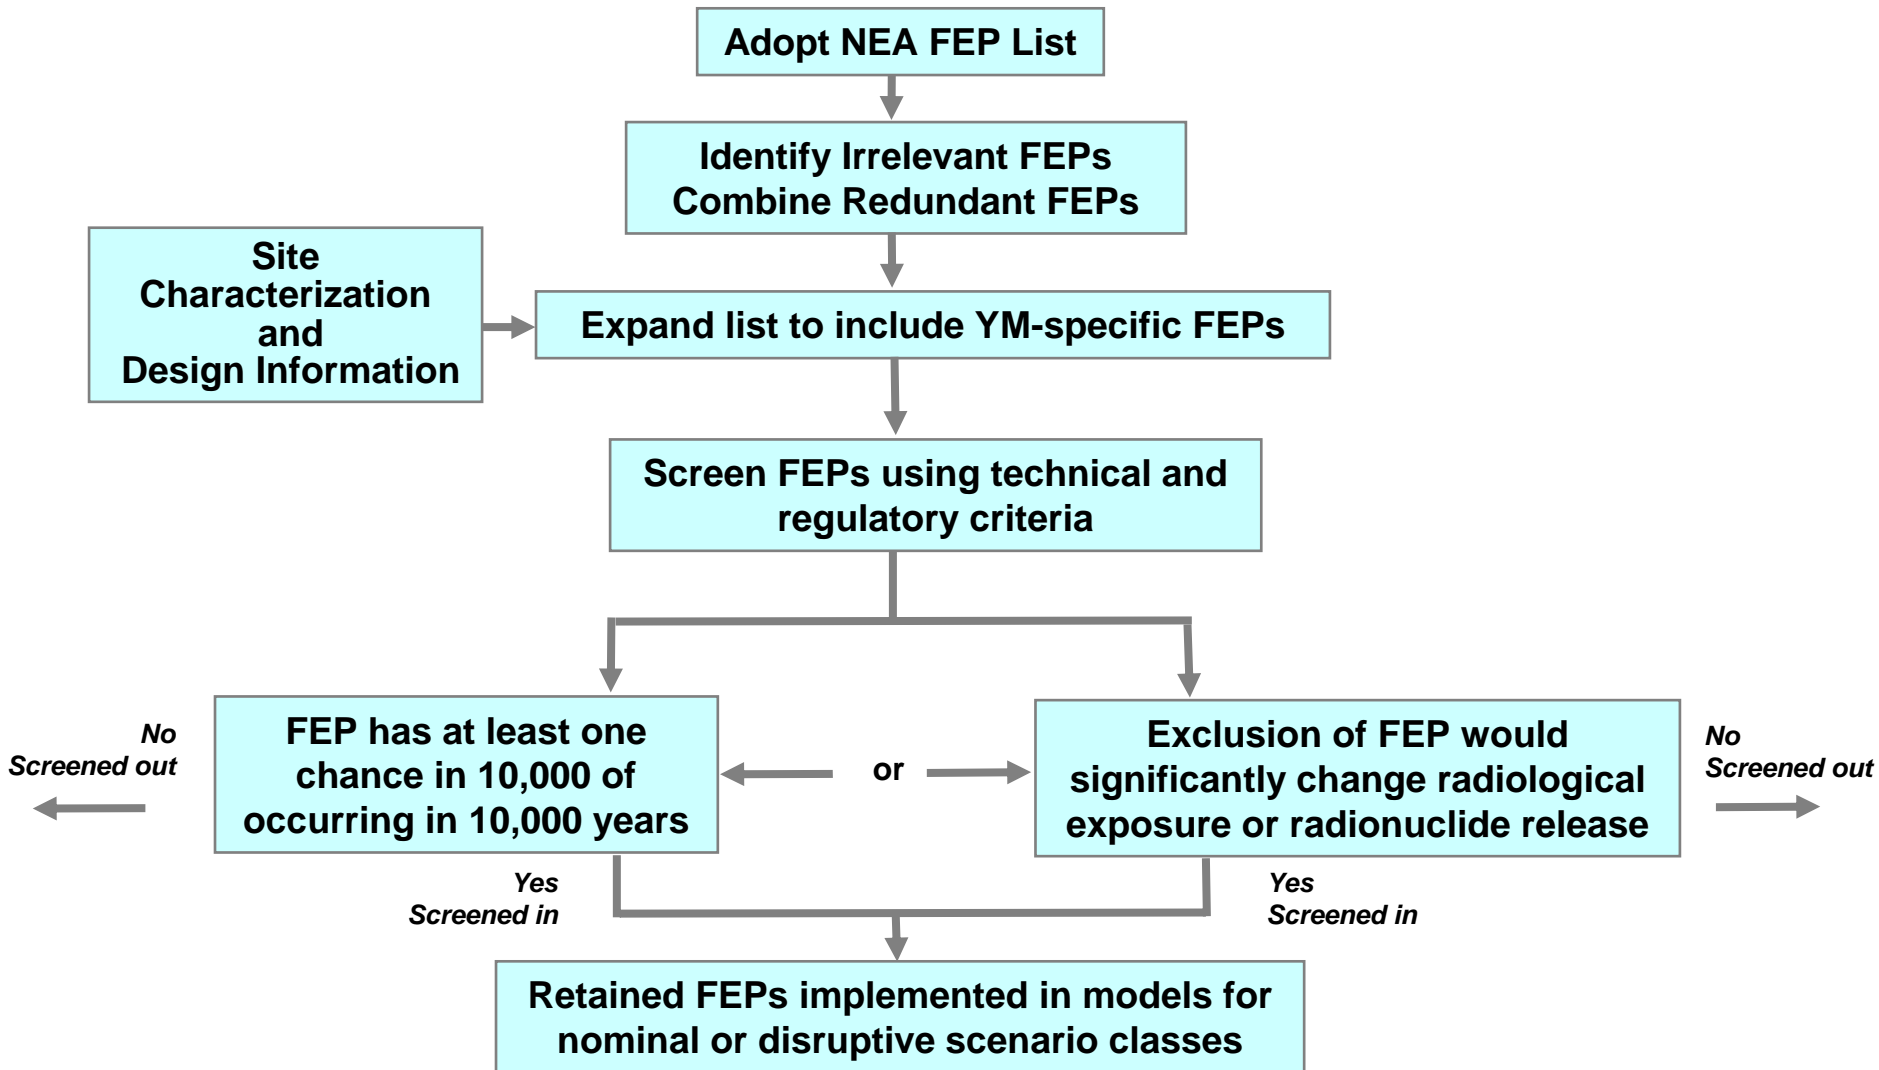 Adopt NEA FEP List
Identify Irrelevant FEPs
Combine Redundant FEPs
Site
Characterization
and
Design Information
Expand list to include YM-specific FEPs
Screen FEPs using technical and
regulatory criteria
No
Screened out
FEP has at least one
chance in 10,000 of
occurring in 10,000 years
or
Exclusion of FEP would
significantly change radiological
exposure or radionuclide release
No
Screened out
Yes
Screened in
Yes
Screened in
Retained FEPs implemented in models for
nominal or disruptive scenario classes